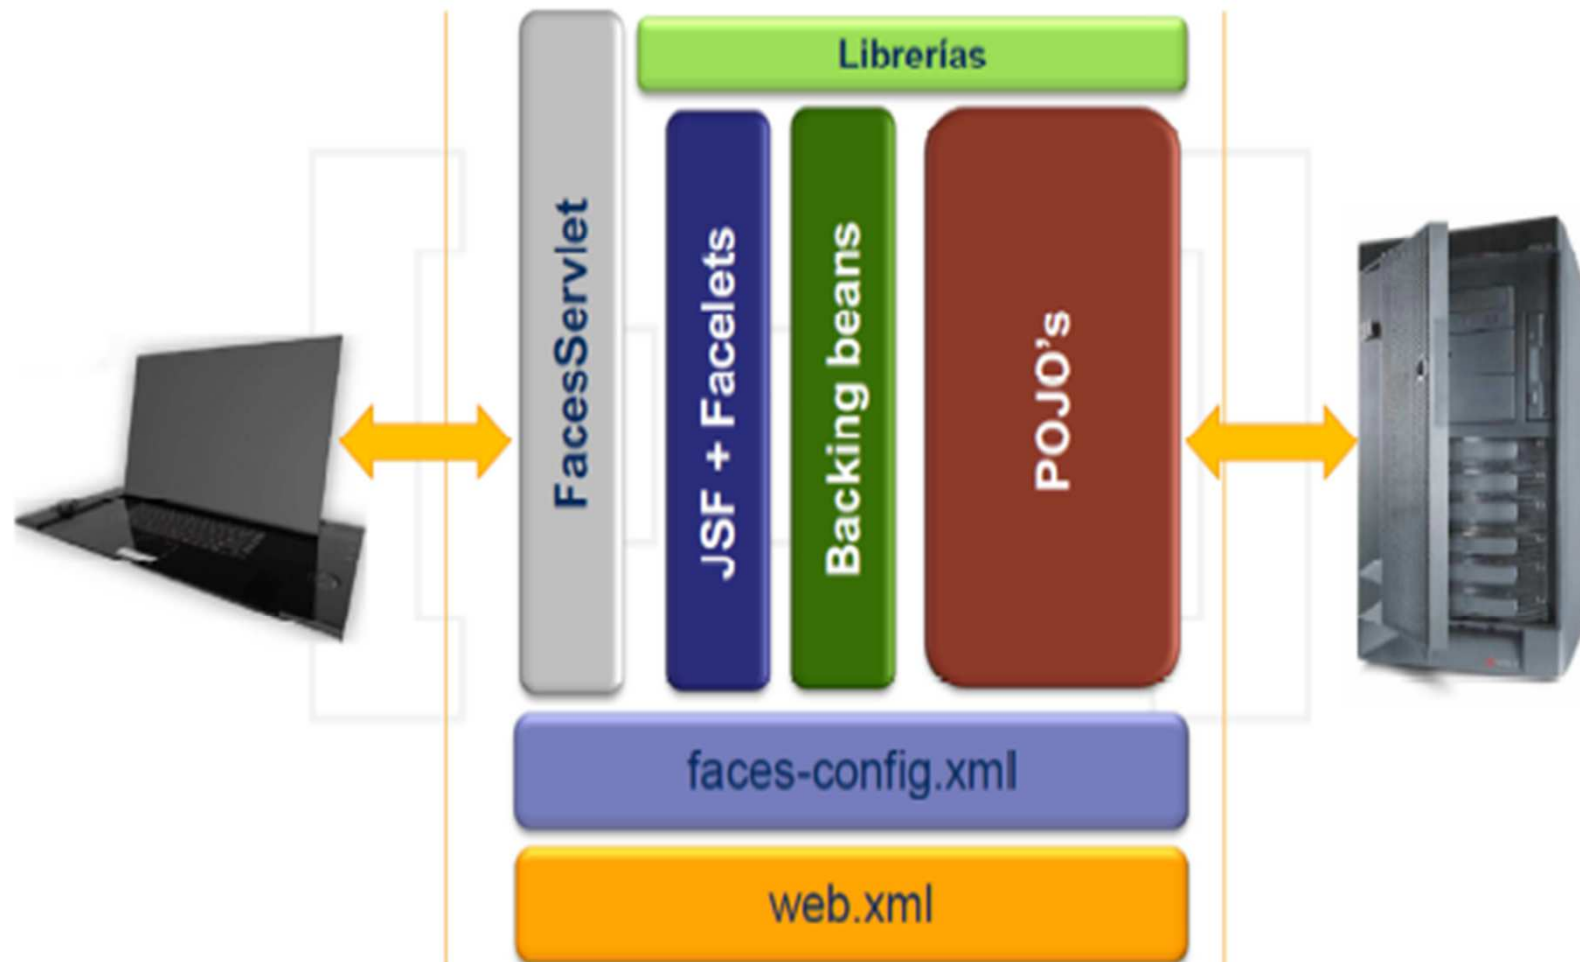 Librerías
FacesServlet
JSF + Facelets
Backing beans
POJO's
faces-config.xml
web.xml